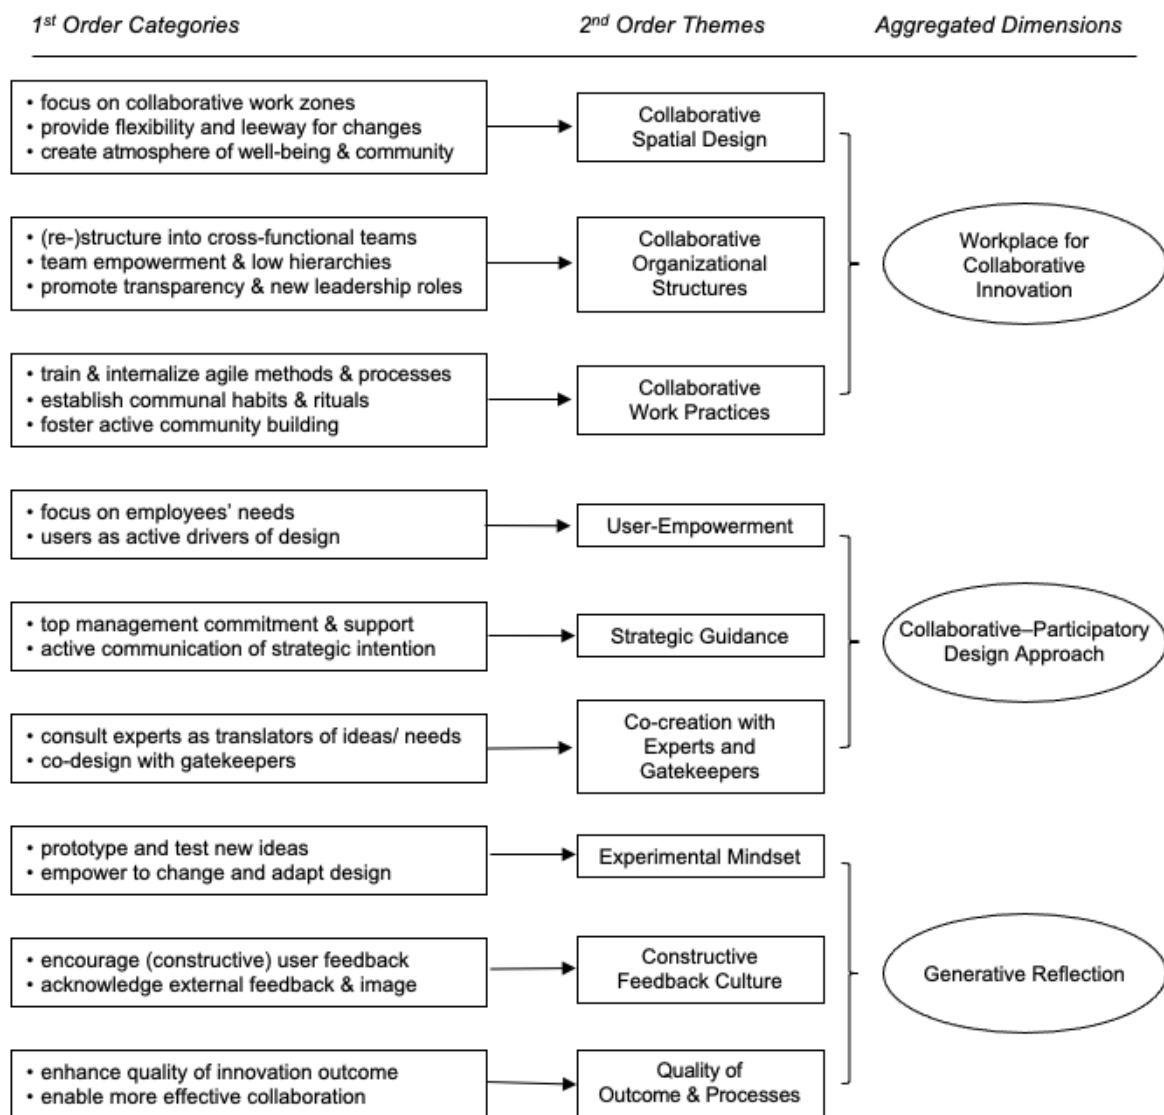 1st Order Categories
2nd Order Themes
Aggregated Dimensions
• focus on collaborative work zones
• provide flexibility and leeway for changes
• create atmosphere of well-being & community
Collaborative
Spatial Design
• (re-)structure into cross-functional teams
• team empowerment & low hierarchies
• promote transparency & new leadership roles
Collaborative
Organizational
Structures
Workplace for
Collaborative
Innovation
• train & internalize agile methods & processes
• establish communal habits & rituals
• foster active community building
Collaborative
Work Practices
• focus on employees’ needs
• users as active drivers of design
User-Empowerment
• top management commitment & support
• active communication of strategic intention
Strategic Guidance
Collaborative–Participatory
Design Approach
• consult experts as translators of ideas/ needs
• co-design with gatekeepers
Co-creation with
Experts and
Gatekeepers
• prototype and test new ideas
• empower to change and adapt design
Experimental Mindset
• encourage (constructive) user feedback
• acknowledge external feedback & image
Constructive
Feedback Culture
Generative Reflection
• enhance quality of innovation outcome
• enable more effective collaboration
Quality of
Outcome & Processes